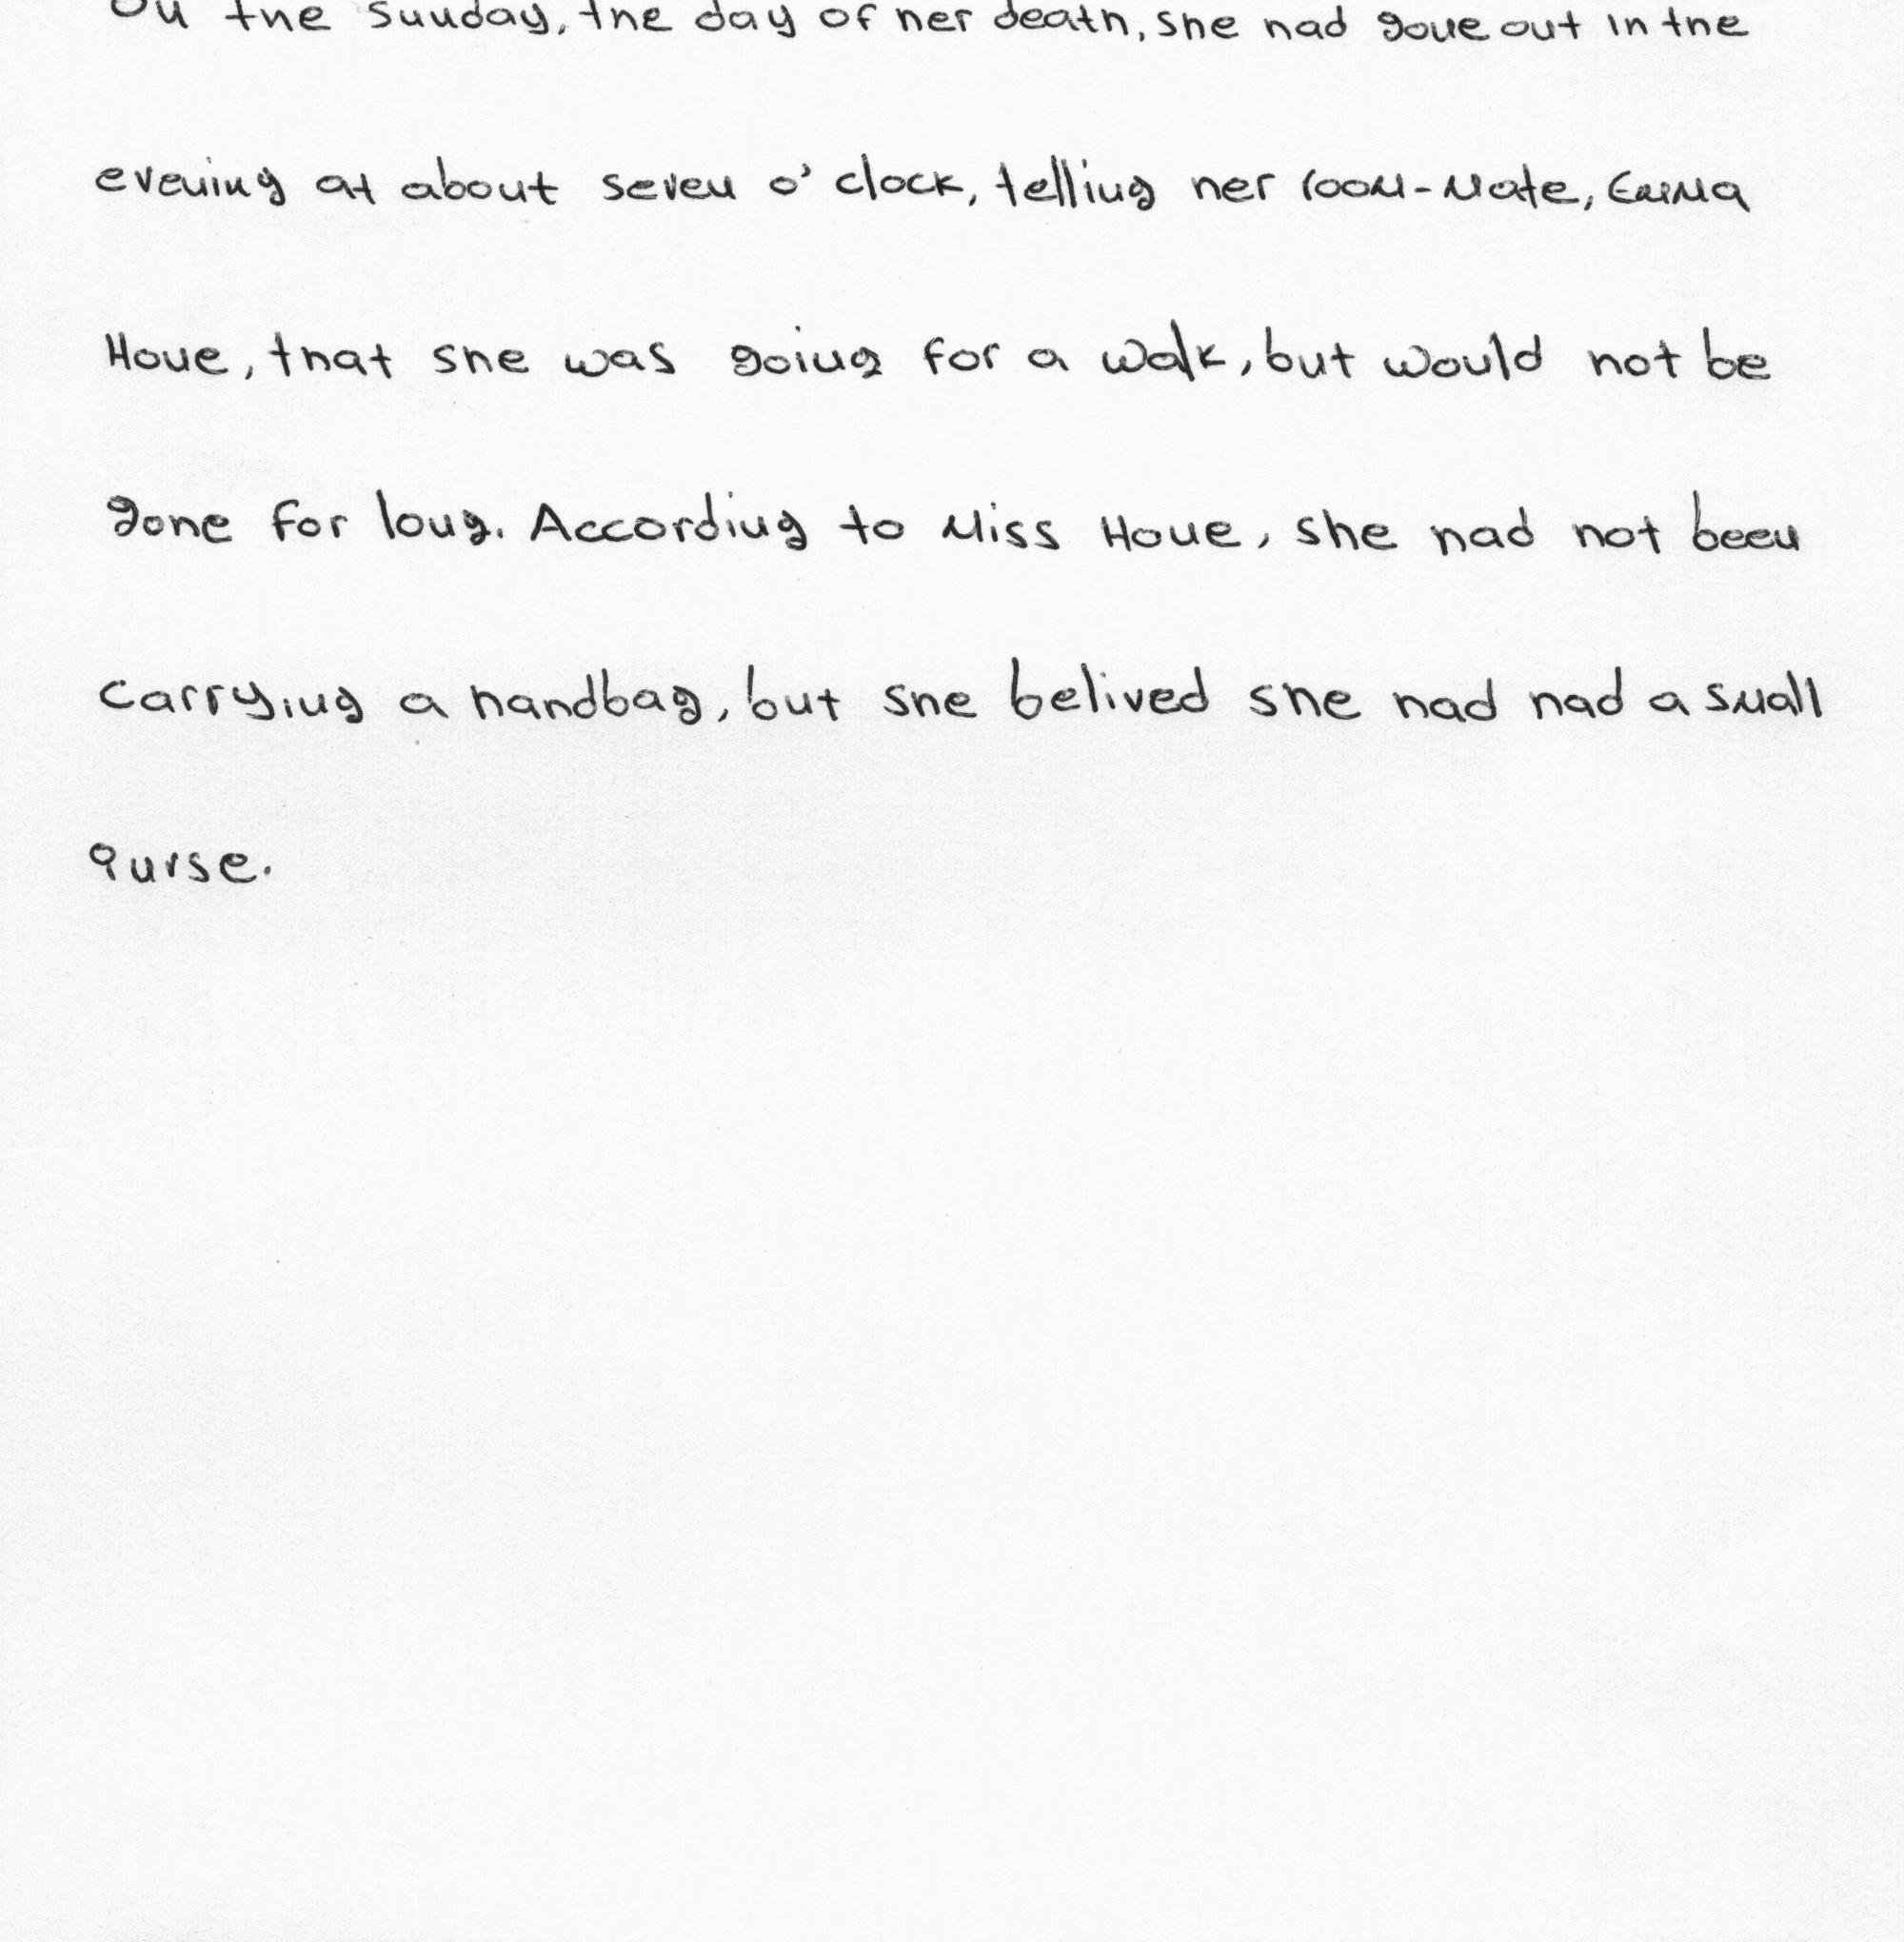 On the Sunday, the day of her death, she had gone out in the
evening at about seven o'clock, telling her room-mate, Emma
Hone, that she was going for a walk, but would not be
gone for long. According to Miss Hone, she had not been
carrying a handbag, but she belived she had had a small
purse.